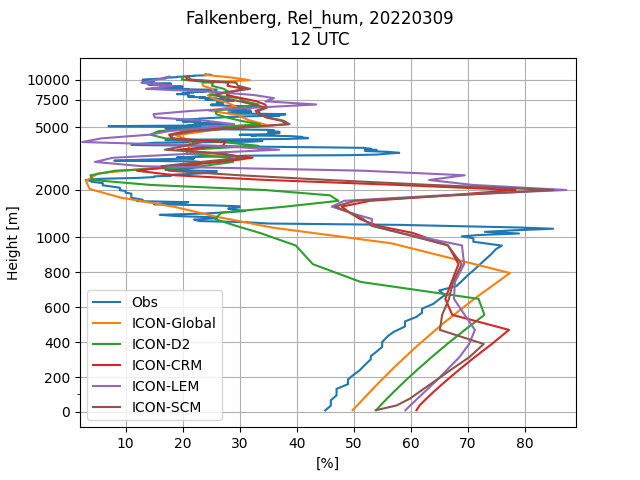 Falkenberg, Rel_hum, 20220309
12 UTC
10000
7500
5000
2000
1000
800
600
400
200
0
Height [m]
Obs
ICON-Global
ICON-D2
ICON-CRM
ICON-LEM
ICON-SCM
10 20 30 40 50 60 70 80
[%]